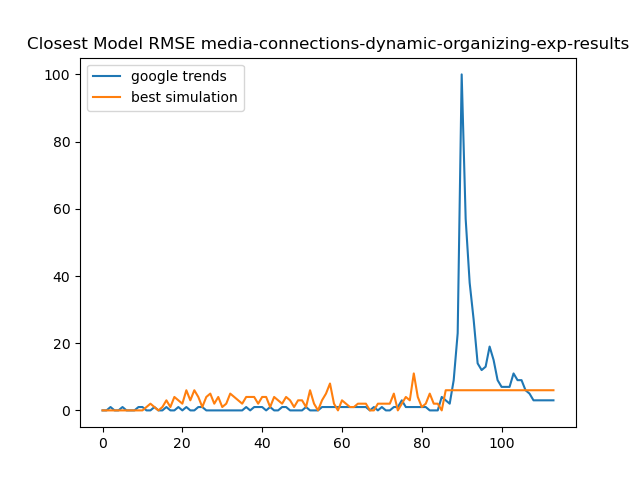 Closest Model RMSE media-connections-dynamic-organizing-exp-results
google trends
best simulation
100
80
60
40
20
0
0 20 40 60 80 100